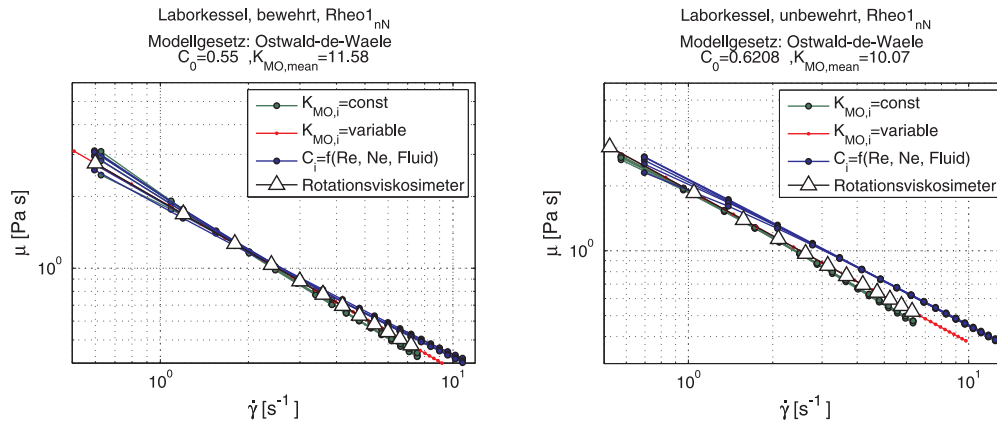 Laborkessel, bewehrt, Rheo1nN
Modellgesetz: Ostwald-de-Waele
C0=0.55 ,KMO,mean=11.58
KMO,i=const
KMO,i=variable
Ci=f(Re, Ne, Fluid)
Rotationsviskosimeter
μ [Pa s]
10^0
10^0
10^1
γ̇ [s^-1]
Laborkessel, unbewehrt, Rheo1nN
Modellgesetz: Ostwald-de-Waele
C0=0.6208 ,KMO,mean=10.07
KMO,i=const
KMO,i=variable
Ci=f(Re, Ne, Fluid)
Rotationsviskosimeter
μ [Pa s]
10^0
10^0
10^1
γ̇ [s^-1]